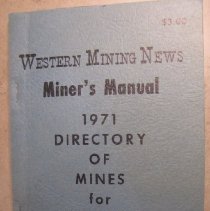 $3.00
WESTERN MINING NEWS
Miner's Manual
1971
DIRECTORY
OF
MINES
for